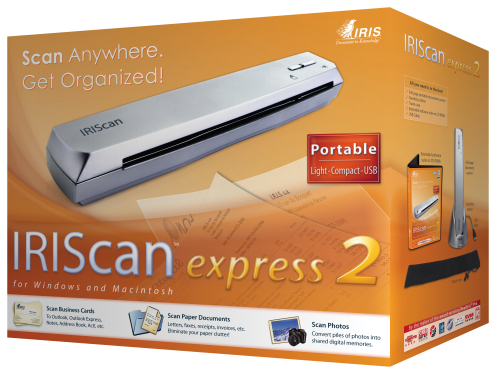 Scan Anywhere.
Get Organized!
IRIS
Document to Knowledge
IRIScan
Portable
Light-Compact-USB
IRIScan express 2
for Windows and Macintosh
Scan Business Cards
To Outlook, Outlook Express,
Notes, Address Book, ACE, etc.
Scan Paper Documents
Letters, faxes, receipts, invoices, etc.
Eliminate your paper clutter!
Scan Photos
Convert piles of photos into
shared digital memories.
IRIScan express 2